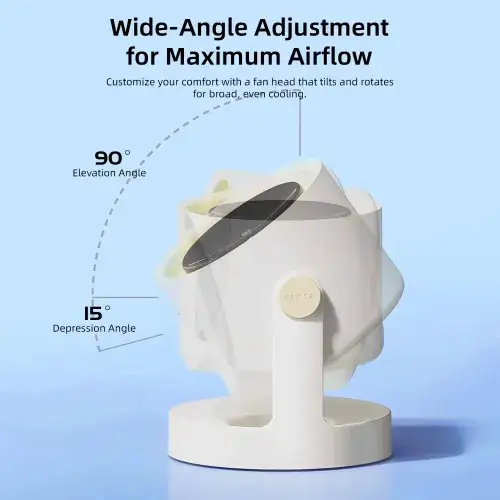 Wide-Angle Adjustment
for Maximum Airflow
Customize your comfort with a fan head that tilts and rotates
for broad, even cooling.
90°
Elevation Angle
15°
Depression Angle